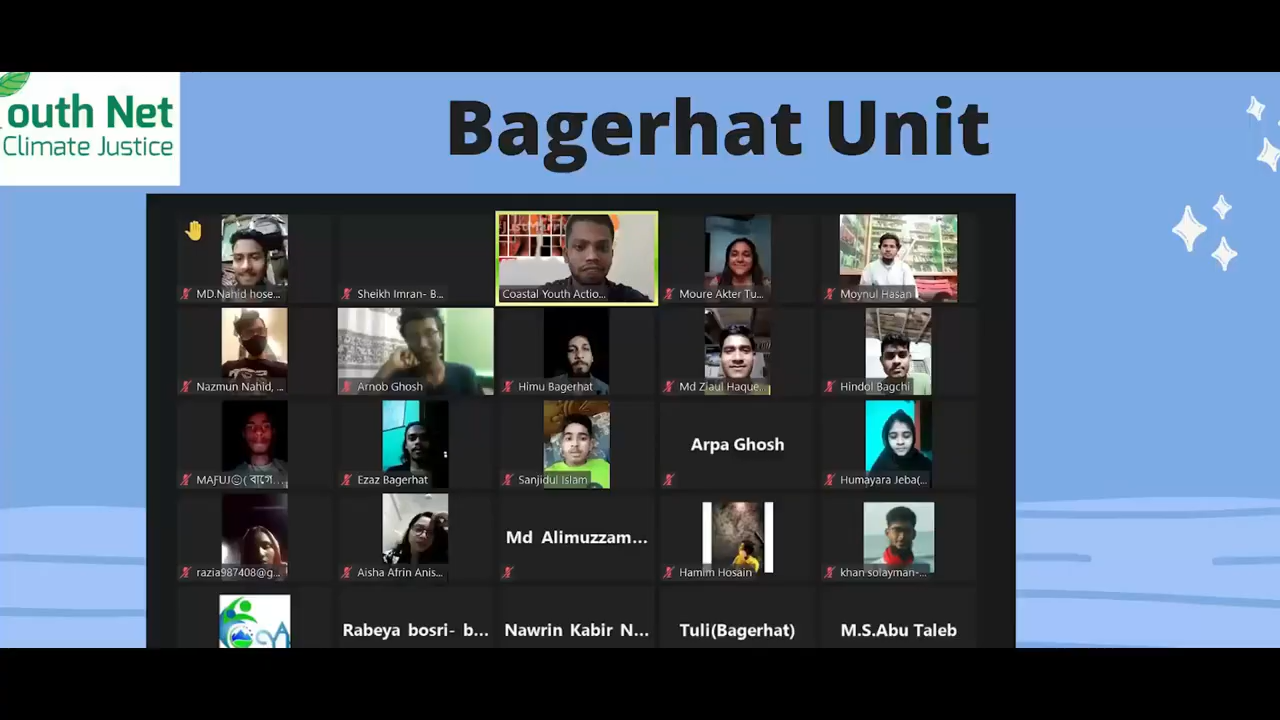 outh Net
Climate Justice
Bagerhat Unit
MD.Nahid hose...
Sheikh Imran- B...
Coastal Youth Actio...
Moure Akter Tu...
Moynul Hasan
Nazmun Nahid, ...
Arnob Ghosh
Himu Bagerhat
Md Ziaul Haque...
Hindol Bagchi
MAFUJ☺( বাগে...
Ezaz Bagerhat
Sanjidul Islam
Arpa Ghosh
Humayara Jeba(...
razia987408@g...
Aisha Afrin Anis...
Md Alimuzzam...
Hamim Hosain
khan solayman-...
Rabeya bosri- b...
Nawrin Kabir N...
Tuli(Bagerhat)
M.S.Abu Taleb